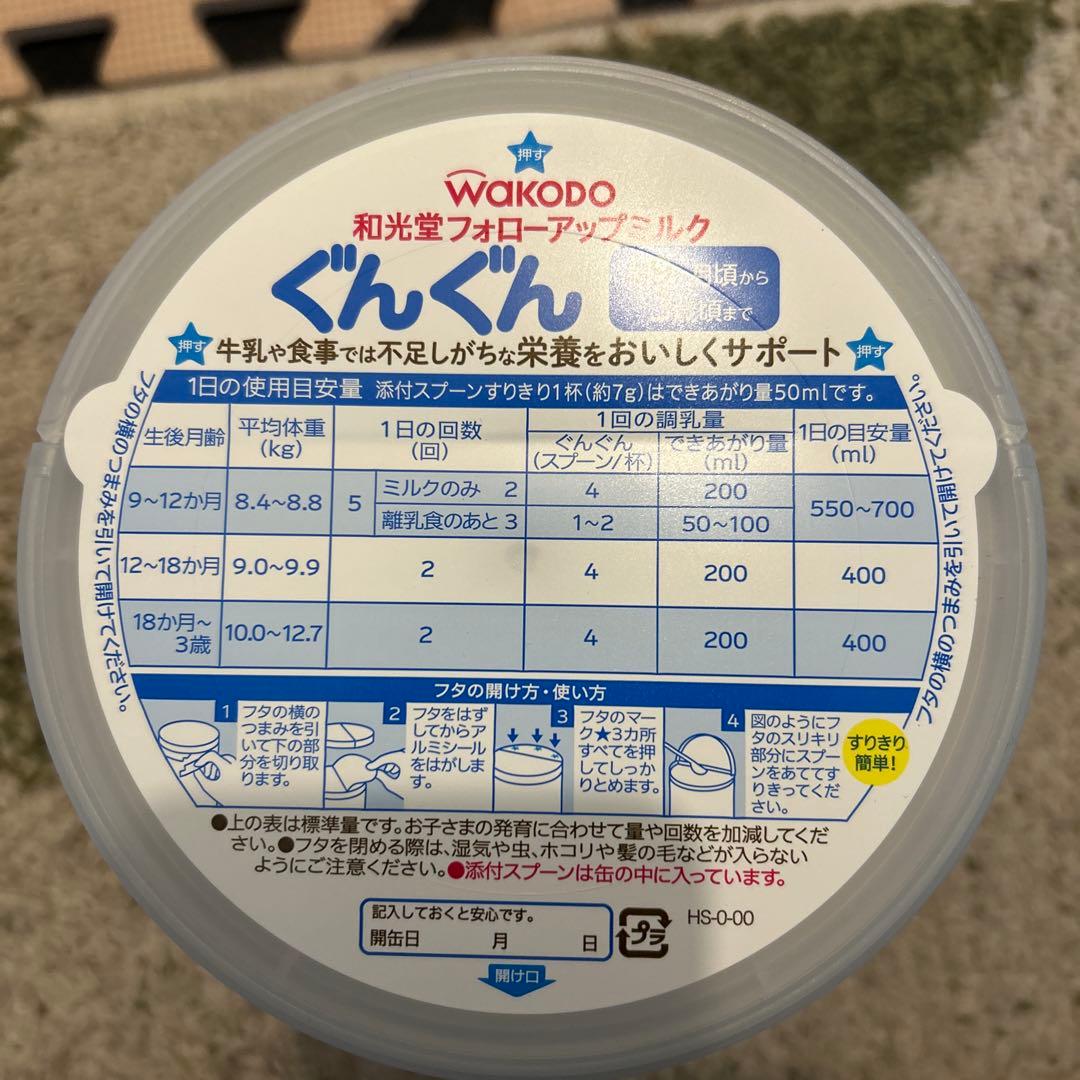 押す
WAKODO
和光堂フォローアップミルク
ぐんぐん
頃から
頃まで
押す
牛乳や食事では不足しがちな栄養をおいしくサポート
押す
1日の使用目安量 添付スプーンすりきり1杯(約7g)はできあがり量50mlです。
生後月齢 平均体重(kg) 1日の回数(回) 1回の調乳量 ぐんぐん(スプーン/杯) できあがり量(ml) 1日の目安量(ml)
9~12か月 8.4~8.8 5 ミルクのみ 2 4 200 550~700
離乳食のあと 3 1~2 50~100
12~18か月 9.0~9.9 2 4 200 400
18か月~3歳 10.0~12.7 2 4 200 400
フタの横のつまみを引いて開けてください。
フタの横のつまみを引いて開けてください。
フタの開け方・使い方
1 フタの横の
つまみを引
いて下の部
分を切り取
ります。
2 フタをはず
してからア
ルミシール
をはがしま
す。
3 フタのマー
ク★3カ所
すべてを押
してしっか
りとめます。
4 図のようにフ
タのスリキリ
部分にスプー
ンをあててす
りきってくだ
さい。
すりきり
簡単!
●上の表は標準量です。お子さまの発育に合わせて量や回数を加減してくだ
さい。●フタを閉める際は、湿気や虫、ホコリや髪の毛などが入らない
ようにご注意ください。●添付スプーンは缶の中に入っています。
記入しておくと安心です。
開缶日 月 日
プラ
HS-0-00
開け口